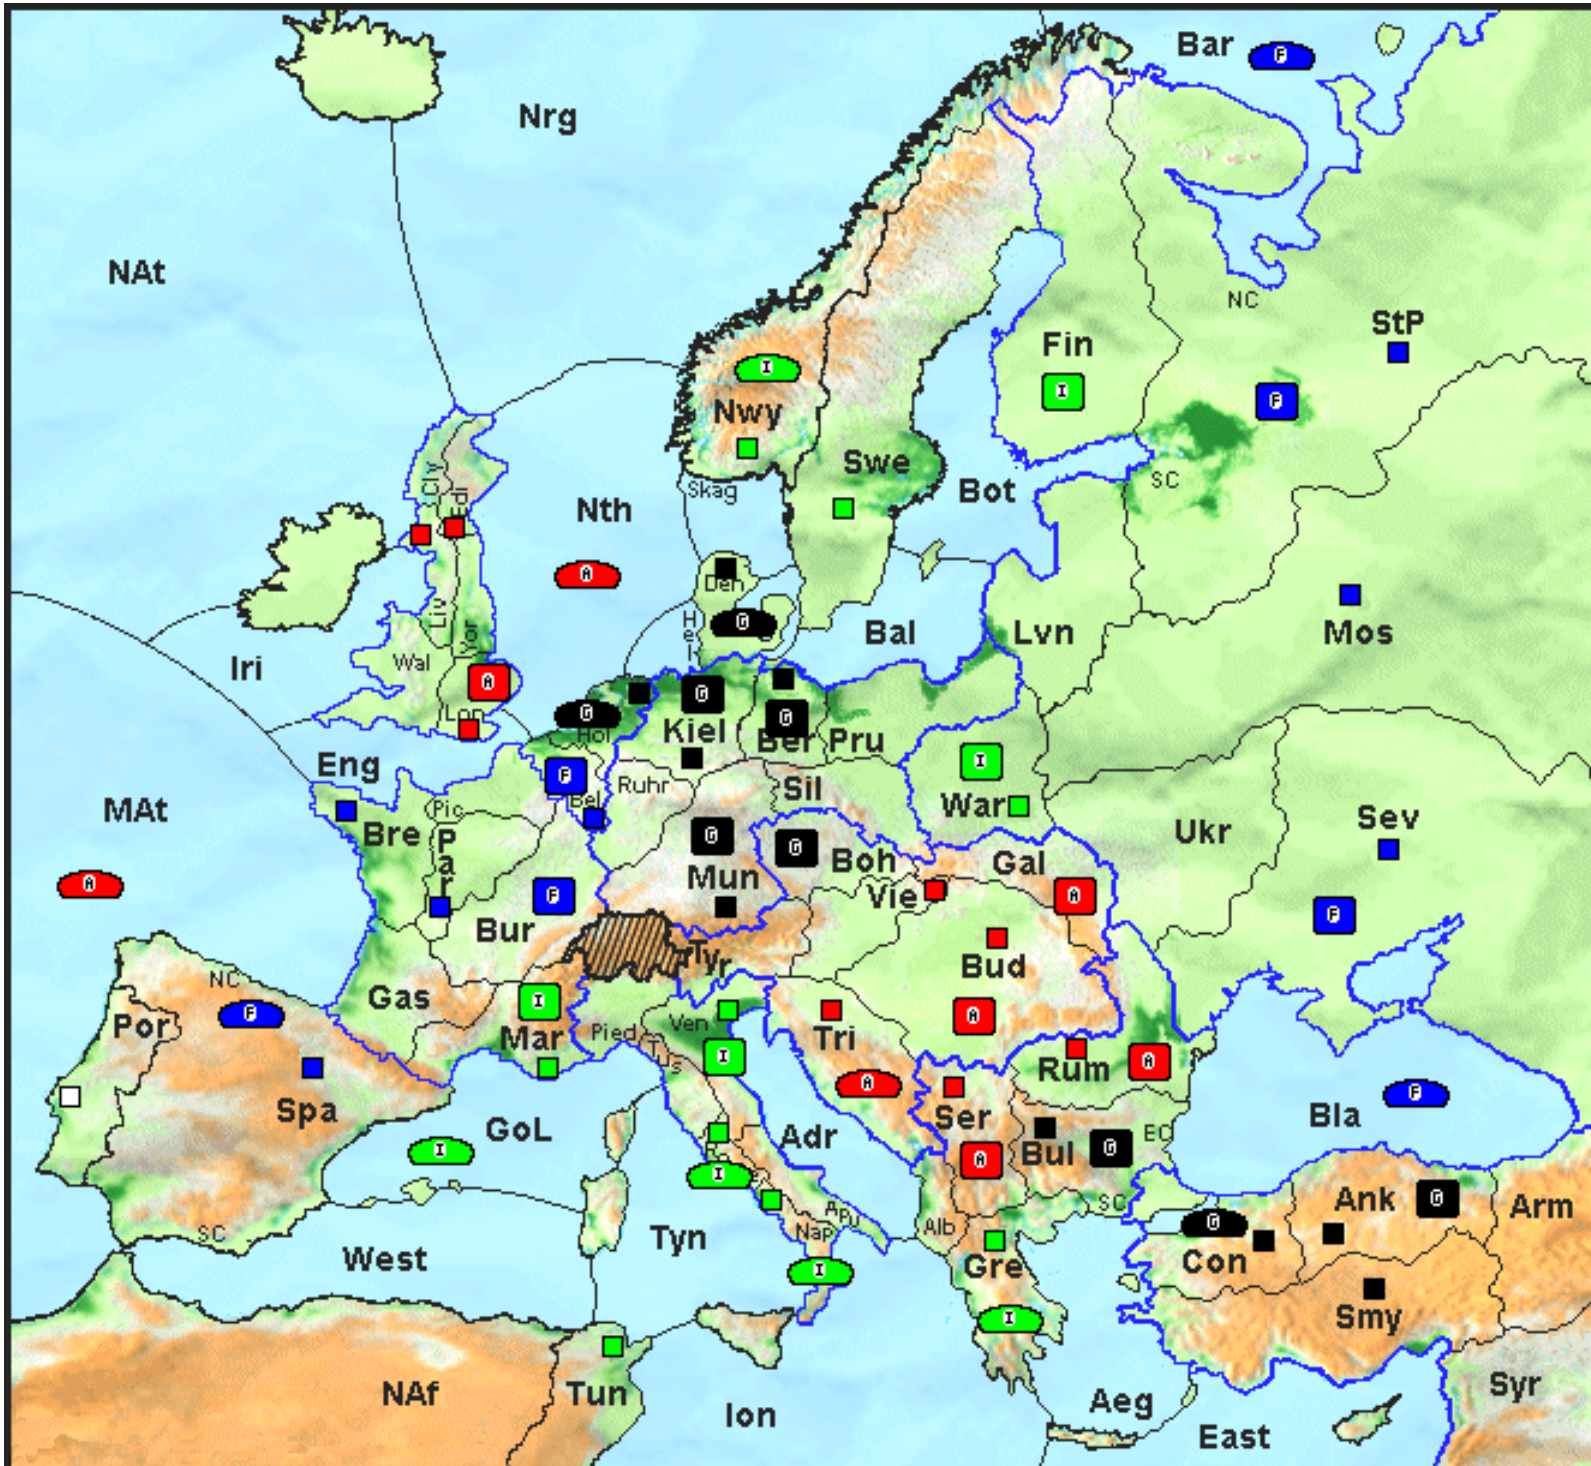 Bar
F
Nrg
NAt
NC
StP
Fin
I
I
F
Nwy
Swe
Cly
Edi
Skag
Bot
SC
Nth
A
Den
G
Hel
Bal
Lvn
Mos
Liv
Yor
Iri
Wal
A
Lon
G
Hol
G
Kiel
G
Ber
Pru
I
War
Eng
F
Bel
Ruhr
Sil
MAt
Pic
Bre
Par
G
G
Boh
Gal
Ukr
Sev
A
Mun
Vie
A
F
F
Bur
Tyr
Bud
NC
F
Gas
I
Mar
Por
Pied
Ven
Tus
I
Tri
A
A
Rum
A
Spa
GoL
Adr
Ser
F
Bla
I
I
A
Bul
G
EC
SC
G
Ank
Arm
SC
West
Tyn
Nap
Apu
Alb
Gre
G
Con
I
I
Smy
NAf
Tun
Ion
Aeg
East
Syr